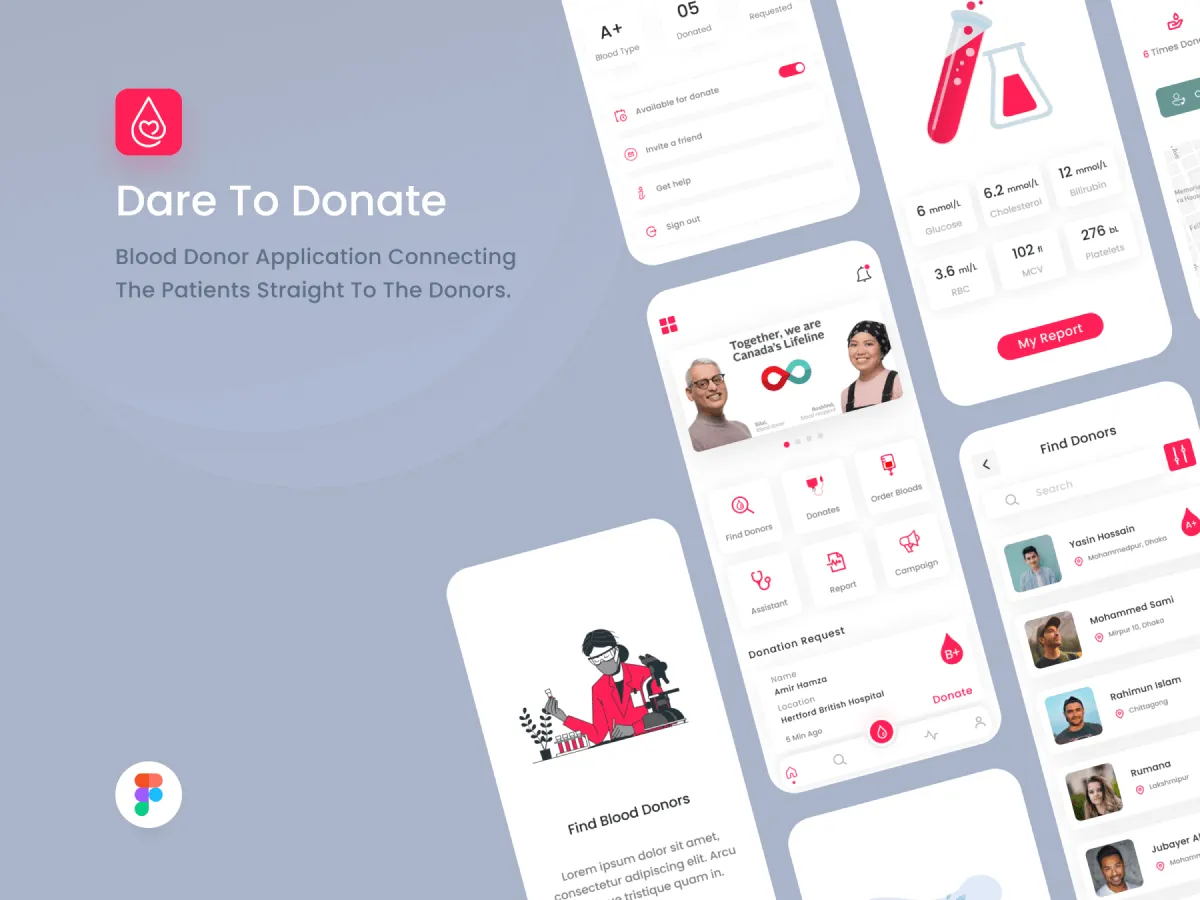 Dare To Donate
Blood Donor Application Connecting
The Patients Straight To The Donors.
A+
Blood Type
05
Donated
Requested
Available for donate
Invite a friend
Get help
Sign out
6 mmol/L
Glucose
6.2 mmol/L
Cholesterol
12 mmol/L
Bilirubin
3.6 ml/L
RBC
102 fl
MCV
276 bL
Platelets
My Report
6 Times Don
Together, we are
Canada's Lifeline
Find Donors
Donates
Order Bloods
Assistant
Report
Campaign
Donation Request
Name
Amir Hamza
Location
Hertford British Hospital
5 Min Ago
B+
Donate
Find Donors
Search
Yasin Hossain
Mohammedpur, Dhaka
A+
Mohammed Sami
Mirpur 10, Dhaka
Rahimun Islam
Chittagong
Rumana
Lakshmipur
Jubayer
Find Blood Donors
Lorem ipsum dolor sit amet,
consectetur adipiscing elit. Arcu
tristique quam in.